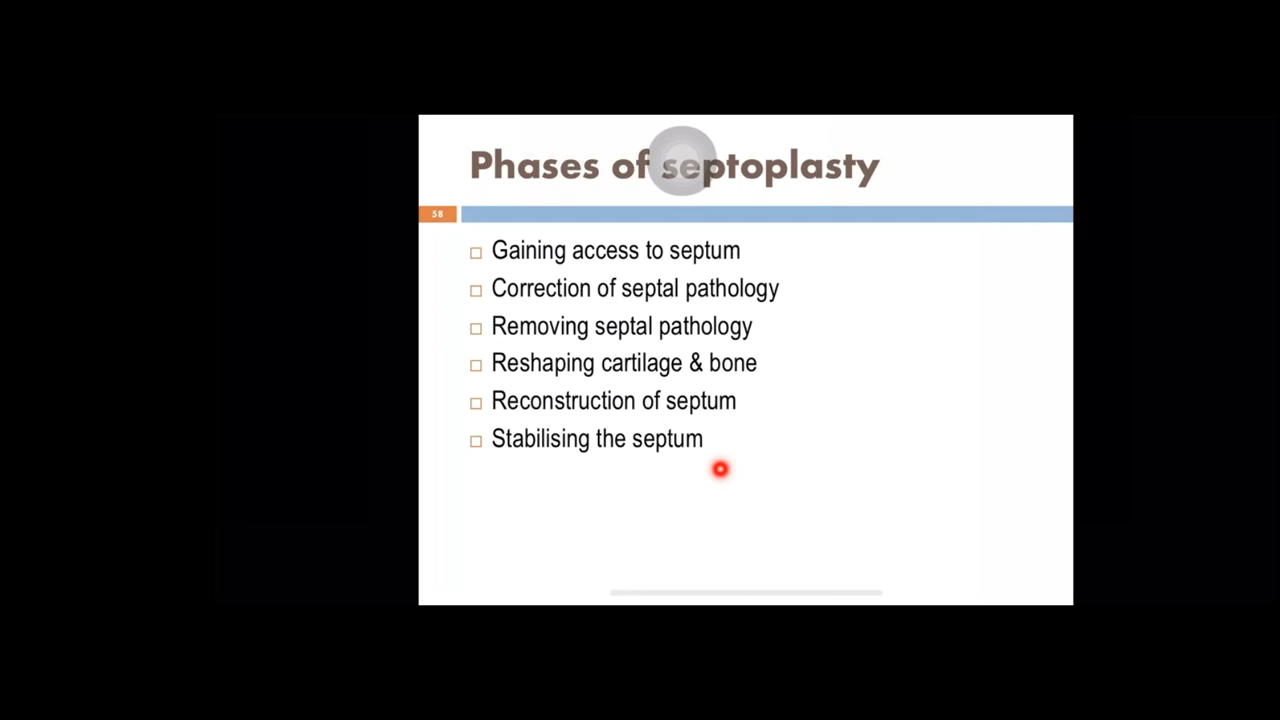 Phases of septoplasty
58
Gaining access to septum
Correction of septal pathology
Removing septal pathology
Reshaping cartilage & bone
Reconstruction of septum
Stabilising the septum